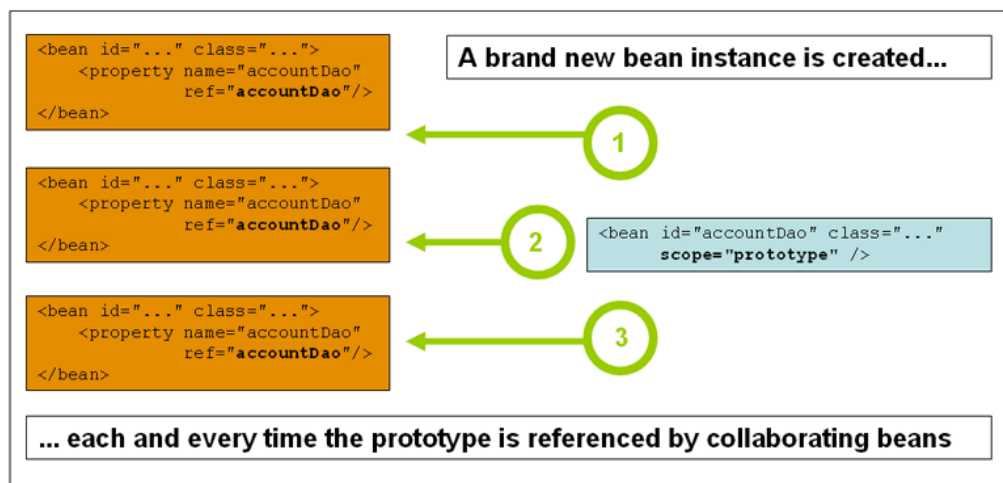 <bean id="..." class="...">
<property name="accountDao"
ref="accountDao"/>
</bean>
A brand new bean instance is created...
1
<bean id="..." class="...">
<property name="accountDao"
ref="accountDao"/>
</bean>
2
<bean id="accountDao" class="..."
scope="prototype" />
<bean id="..." class="...">
<property name="accountDao"
ref="accountDao"/>
</bean>
3
... each and every time the prototype is referenced by collaborating beans